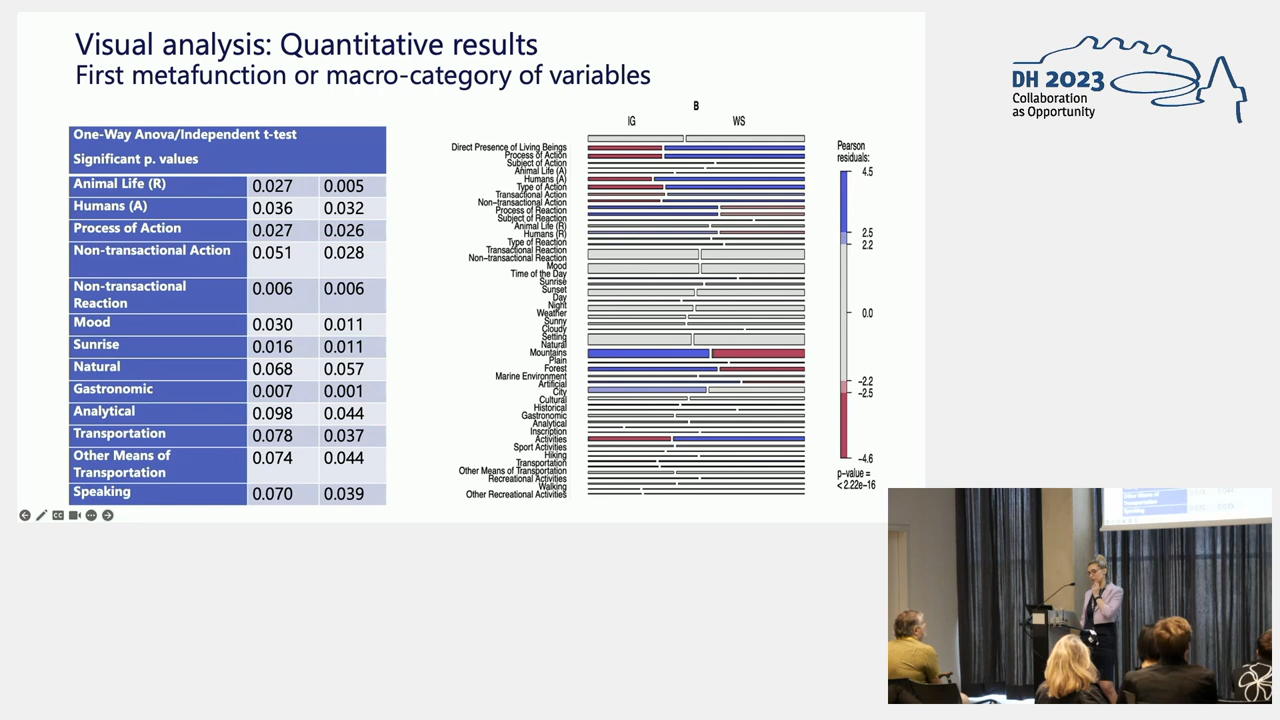 Visual analysis: Quantitative results
First metafunction or macro-category of variables
One-Way Anova/Independent t-test
Significant p. values
Animal Life (R) 0.027 0.005
Humans (A) 0.036 0.032
Process of Action 0.027 0.026
Non-transactional Action 0.051 0.028
Non-transactional
Reaction 0.006 0.006
Mood 0.030 0.011
Sunrise 0.016 0.011
Natural 0.068 0.057
Gastronomic 0.007 0.001
Analytical 0.098 0.044
Transportation 0.078 0.037
Other Means of
Transportation 0.074 0.044
Speaking 0.070 0.039
B
IG WS
Direct Presence of Living Beings
Process of Action
Subject of Action
Animal Life (A)
Humans (A)
Type of Action
Transactional Action
Non-transactional Action
Process of Reaction
Subject of Reaction
Animal Life (R)
Humans (R)
Type of Reaction
Transactional Reaction
Non-transactional Reaction
Mood
Time of the Day
Sunrise
Sunset
Day
Night
Weather
Sunny
Cloudy
Setting
Natural
Mountains
Plain
Forest
Marine Environment
Artificial
City
Cultural
Historical
Gastronomic
Analytical
Inscription
Activities
Sport Activities
Hiking
Transportation
Other Means of Transportation
Recreational Activities
Walking
Other Recreational Activities
Pearson
residuals:
4.5
2.5
2.2
0.0
-2.2
-2.5
-4.6
p-value =
< 2.22e-16
DH 2023
Collaboration
as Opportunity